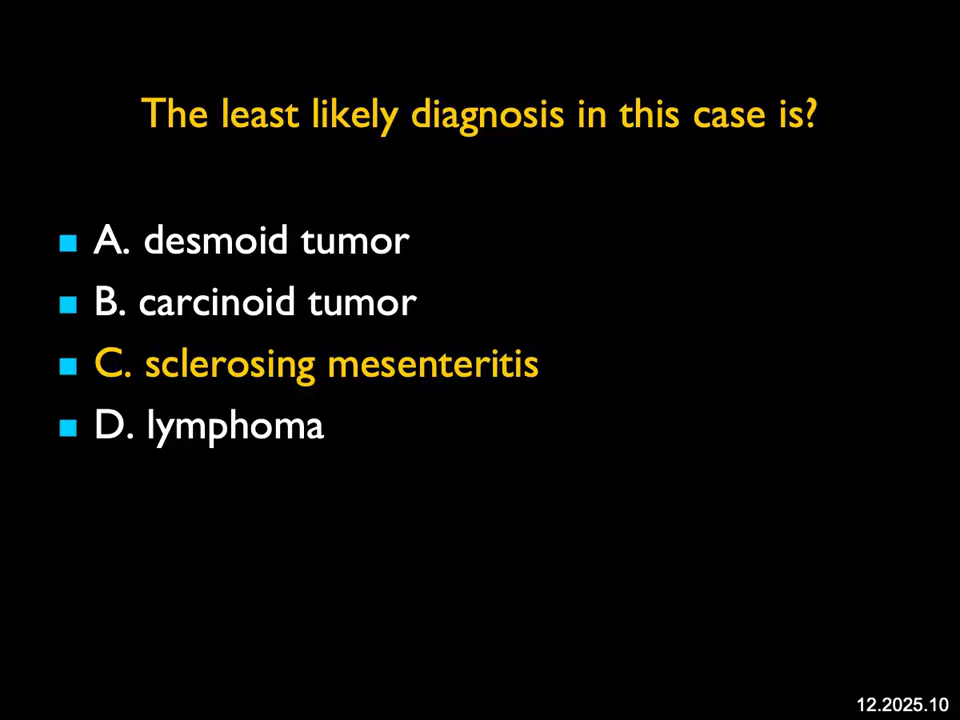 The least likely diagnosis in this case is?
A. desmoid tumor
B. carcinoid tumor
C. sclerosing mesenteritis
D. lymphoma
12.2025.10